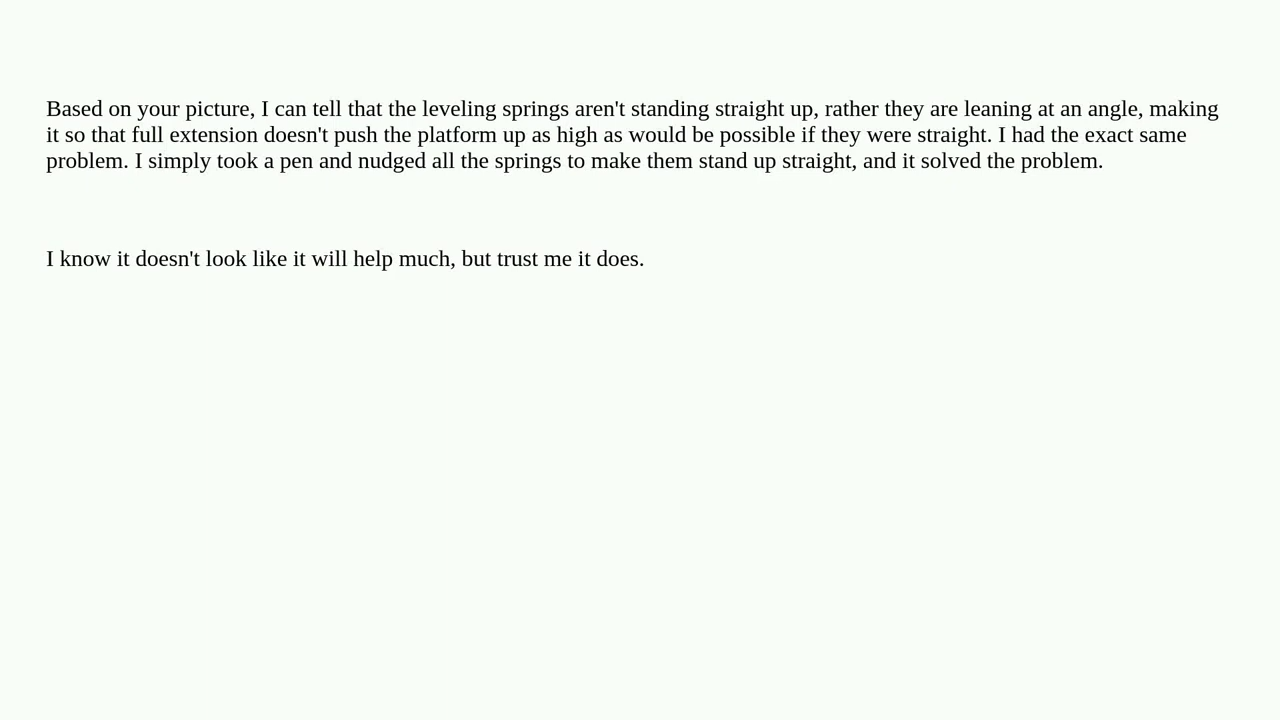 Based on your picture, I can tell that the leveling springs aren't standing straight up, rather they are leaning at an angle, making
it so that full extension doesn't push the platform up as high as would be possible if they were straight. I had the exact same
problem. I simply took a pen and nudged all the springs to make them stand up straight, and it solved the problem.
I know it doesn't look like it will help much, but trust me it does.